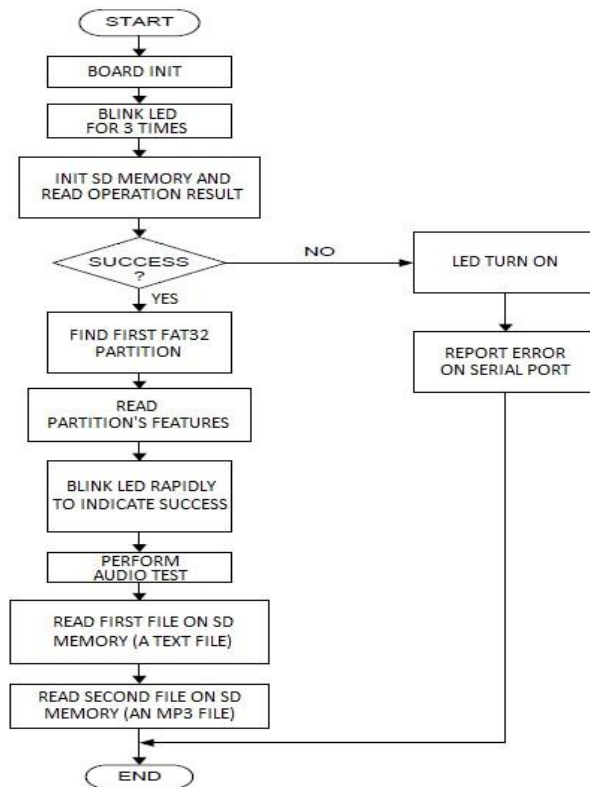 START
BOARD INIT
BLINK LED
FOR 3 TIMES
INIT SD MEMORY AND
READ OPERATION RESULT
SUCCESS
?
NO
YES
LED TURN ON
REPORT ERROR
ON SERIAL PORT
FIND FIRST FAT32
PARTITION
READ
PARTITION'S FEATURES
BLINK LED RAPIDLY
TO INDICATE SUCCESS
PERFORM
AUDIO TEST
READ FIRST FILE ON SD
MEMORY (A TEXT FILE)
READ SECOND FILE ON SD
MEMORY (AN MP3 FILE)
END